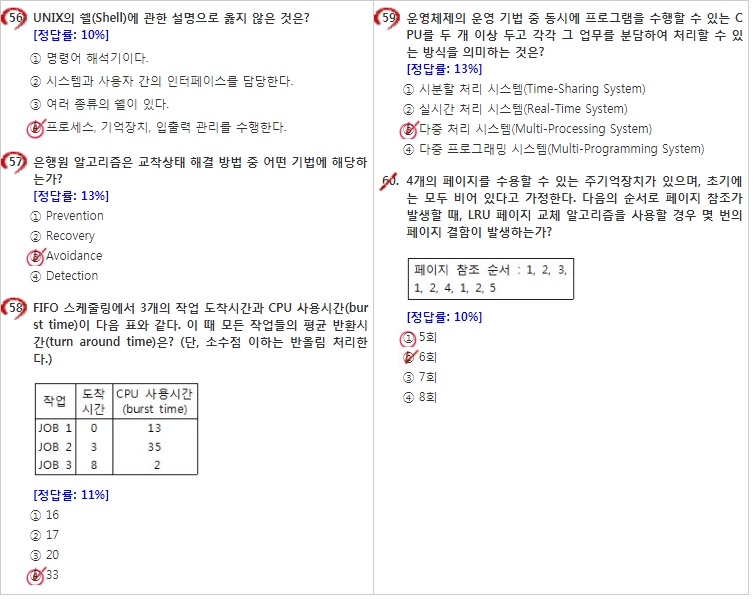 56. UNIX의 쉘(Shell)에 관한 설명으로 옳지 않은 것은?
[정답률: 10%]
① 명령어 해석기이다.
② 시스템과 사용자 간의 인터페이스를 담당한다.
③ 여러 종류의 쉘이 있다.
④ 프로세스, 기억장치, 입출력 관리를 수행한다.
57. 은행원 알고리즘은 교착상태 해결 방법 중 어떤 기법에 해당하
는가?
[정답률: 13%]
① Prevention
② Recovery
③ Avoidance
④ Detection
58. FIFO 스케줄링에서 3개의 작업 도착시간과 CPU 사용시간(bur
st time)이 다음 표와 같다. 이 때 모든 작업들의 평균 반환시
간(turn around time)은? (단, 소수점 이하는 반올림 처리한
다.)
작업 도착 시간 CPU 사용시간 (burst time)
JOB 1 0 13
JOB 2 3 35
JOB 3 8 2
[정답률: 11%]
① 16
② 17
③ 20
④ 33
59. 운영체제의 운영 기법 중 동시에 프로그램을 수행할 수 있는 C
PU를 두 개 이상 두고 각각 그 업무를 분담하여 처리할 수 있
는 방식을 의미하는 것은?
[정답률: 13%]
① 시분할 처리 시스템(Time-Sharing System)
② 실시간 처리 시스템(Real-Time System)
③ 다중 처리 시스템(Multi-Processing System)
④ 다중 프로그래밍 시스템(Multi-Programming System)
60. 4개의 페이지를 수용할 수 있는 주기억장치가 있으며, 초기에
는 모두 비어 있다고 가정한다. 다음의 순서로 페이지 참조가
발생할 때, LRU 페이지 교체 알고리즘을 사용할 경우 몇 번의
페이지 결함이 발생하는가?
페이지 참조 순서 : 1, 2, 3,
1, 2, 4, 1, 2, 5
[정답률: 10%]
① 5회
② 6회
③ 7회
④ 8회